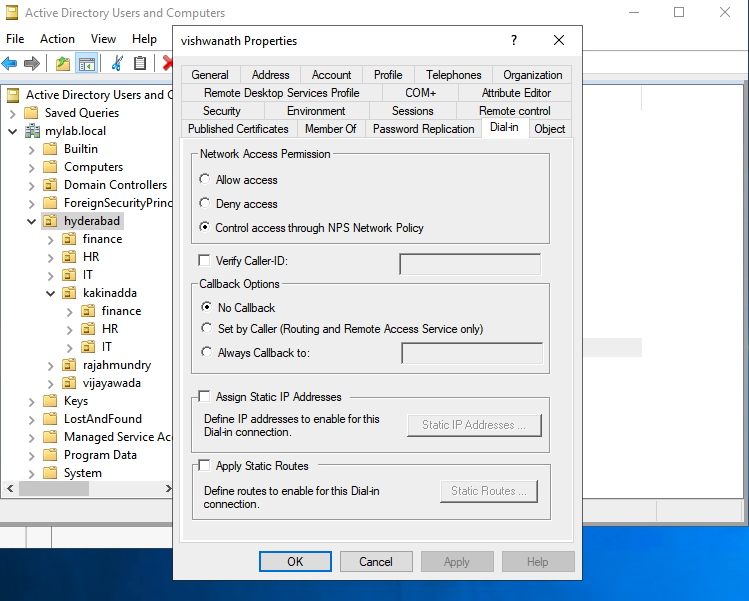 Active Directory Users and Computers
File Action View Help
Active Directory Users and C
Saved Queries
mylab.local
Builtin
Computers
Domain Controllers
ForeignSecurityPrinc
hyderabad
finance
HR
IT
kakinadda
finance
HR
IT
rajahmundry
vijayawada
Keys
LostAndFound
Managed Service Ac
Program Data
System
vishwanath Properties
?
General Address Account Profile Telephones Organization
Remote Desktop Services Profile COM+ Attribute Editor
Security Environment Sessions Remote control
Published Certificates Member Of Password Replication Dial-in Object
Network Access Permission
Allow access
Deny access
Control access through NPS Network Policy
Verify Caller-ID:
Callback Options
No Callback
Set by Caller (Routing and Remote Access Service only)
Always Callback to:
Assign Static IP Addresses
Define IP addresses to enable for this
Dial-in connection.
Static IP Addresses ...
Apply Static Routes
Define routes to enable for this Dial-in
connection.
Static Routes ...
OK Cancel Apply Help